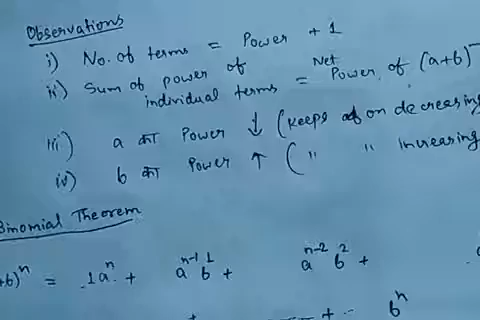 Observations
i) No. of terms = Power + 1
ii) Sum of power of individual terms = Net Power of (a+b)
iii) a का Power ↓ (Keeps on decreasing
iv) b का Power ↑ ( " " increasing
Binomial Theorem
+b)ⁿ = 1aⁿ + aⁿ⁻¹b¹ + aⁿ⁻²b² +
+ - bⁿ